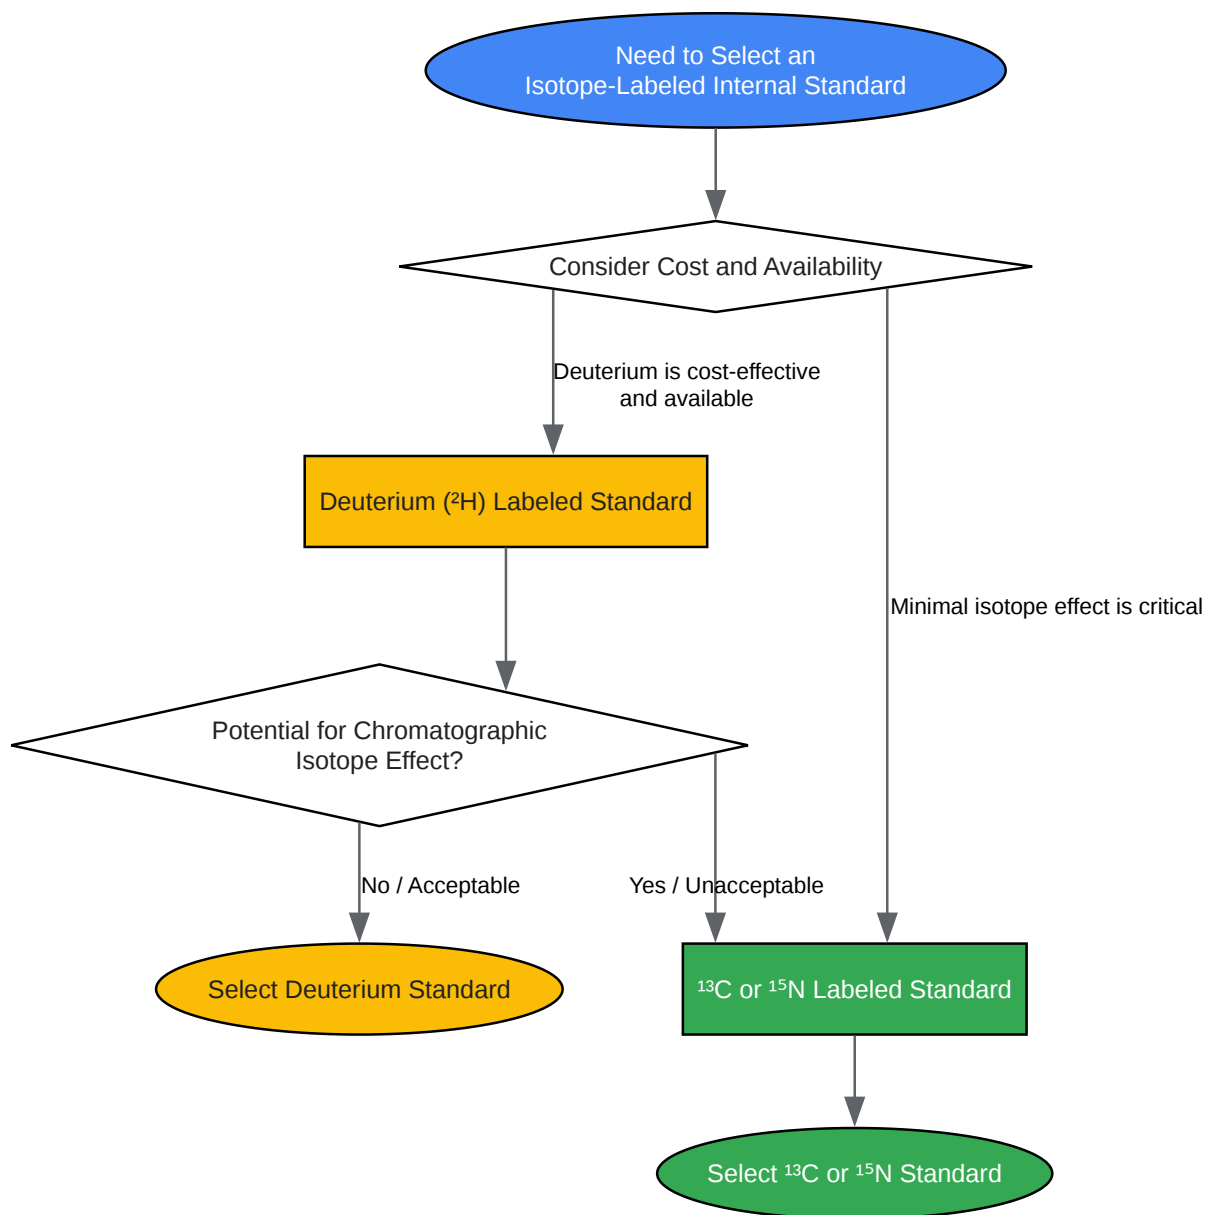 Need to Select an
Isotope-Labeled Internal Standard
Consider Cost and Availability
Deuterium is cost-effective
and available
Deuterium (²H) Labeled Standard
Minimal isotope effect is critical
Potential for Chromatographic
Isotope Effect?
No / Acceptable
Yes / Unacceptable
Select Deuterium Standard
¹³C or ¹⁵N Labeled Standard
Select ¹³C or ¹⁵N Standard